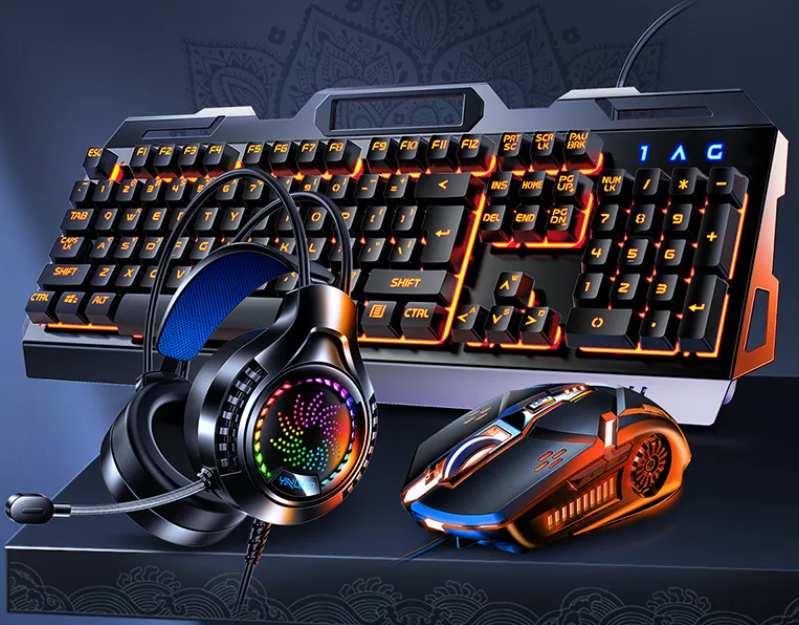 ESC F1 F2 F3 F4 F5 F6 F7 F8 F9 F10 F11 F12 PRT SC SCR LK PAU BRK 1 A G
INS HOME PG UP NUM LK / * -
TAB Q W E T Y O P [ ] DEL END PG DN 7 8 9 +
CAPS LK A S D F G K L 4 5 6
SHIFT Z X C V SHIFT 1 2 3
CTRL ALT CTRL 0 .